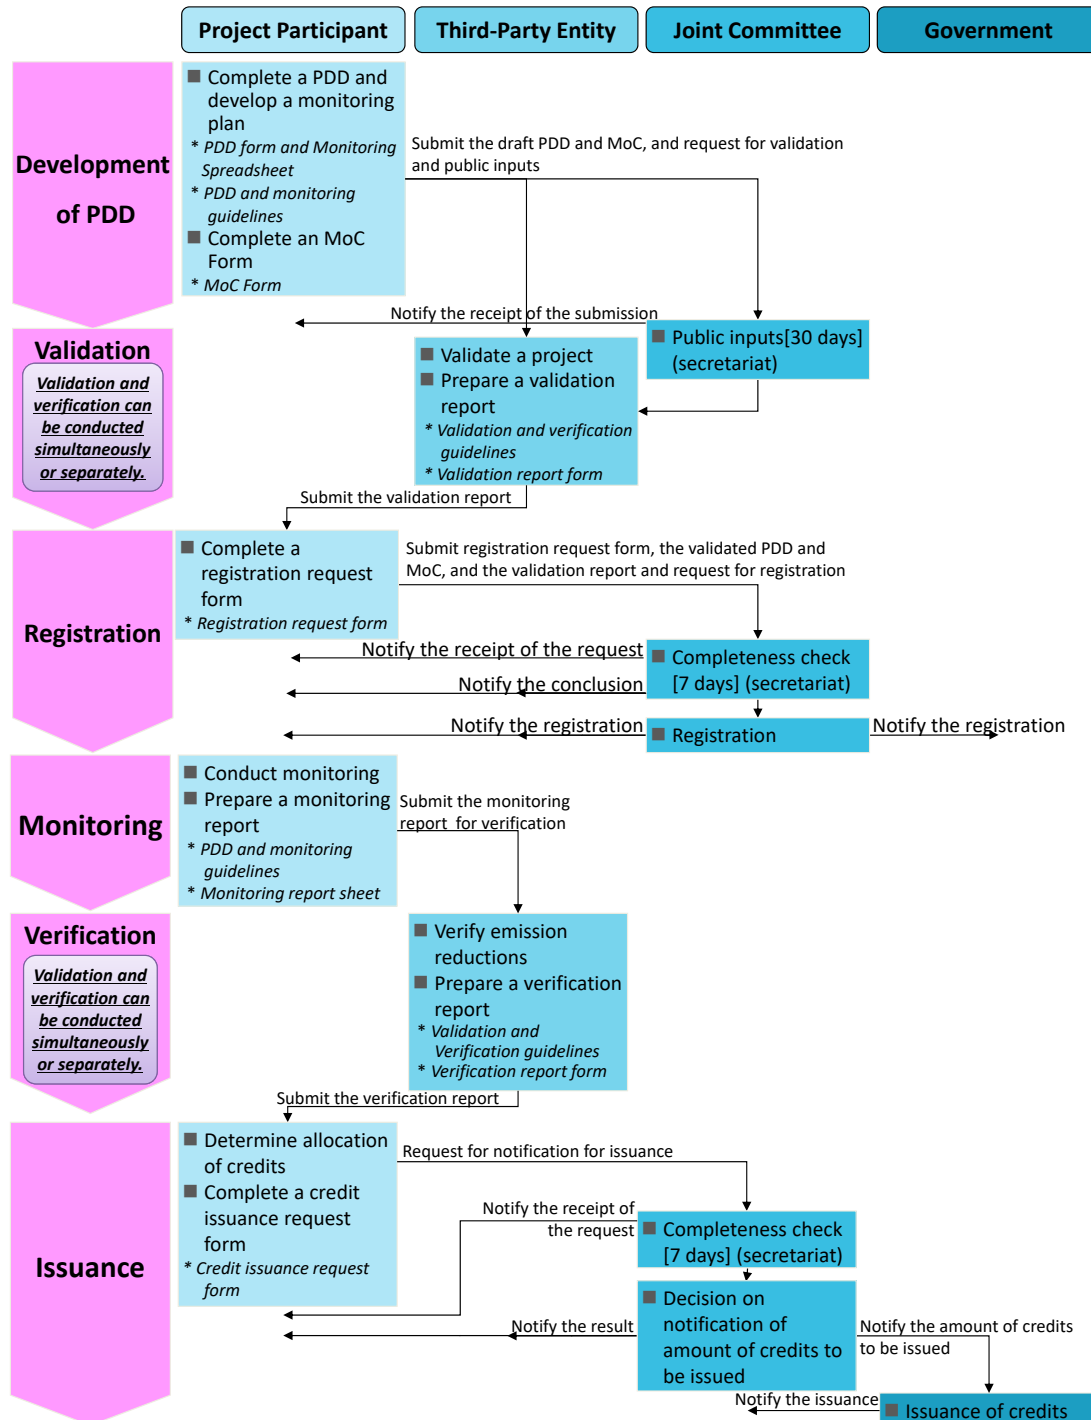 Project Participant
Third-Party Entity
Joint Committee
Government
Development
of PDD
■ Complete a PDD and
develop a monitoring
plan
* PDD form and Monitoring
Spreadsheet
* PDD and monitoring
guidelines
■ Complete an MoC
Form
* MoC Form
Submit the draft PDD and MoC, and request for validation
and public inputs
Notify the receipt of the submission
■ Public inputs[30 days]
(secretariat)
Validation
Validation and
verification can
be conducted
simultaneously
or separately.
■ Validate a project
■ Prepare a validation
report
* Validation and verification
guidelines
* Validation report form
Submit the validation report
Registration
■ Complete a
registration request
form
* Registration request form
Submit registration request form, the validated PDD and
MoC, and the validation report and request for registration
Notify the receipt of the request
■ Completeness check
[7 days] (secretariat)
Notify the conclusion
Notify the registration
■ Registration
Notify the registration
Monitoring
■ Conduct monitoring
■ Prepare a monitoring
report
* PDD and monitoring
guidelines
* Monitoring report sheet
Submit the monitoring
report for verification
Verification
Validation and
verification can
be conducted
simultaneously
or separately.
■ Verify emission
reductions
■ Prepare a verification
report
* Validation and
Verification guidelines
* Verification report form
Submit the verification report
Issuance
■ Determine allocation
of credits
■ Complete a credit
issuance request
form
* Credit issuance request
form
Request for notification for issuance
Notify the receipt of
the request
■ Completeness check
[7 days] (secretariat)
■ Decision on
notification of
amount of credits to
be issued
Notify the result
Notify the amount of credits
to be issued
Notify the issuance
■ Issuance of credits